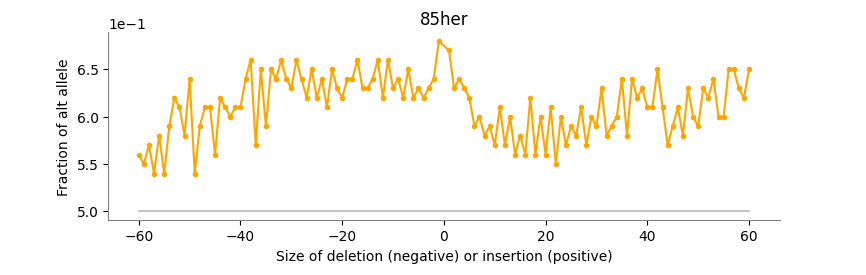 85her
1e−1
6.5
6.0
5.5
5.0
Fraction of alt allele
−60 −40 −20 0 20 40 60
Size of deletion (negative) or insertion (positive)